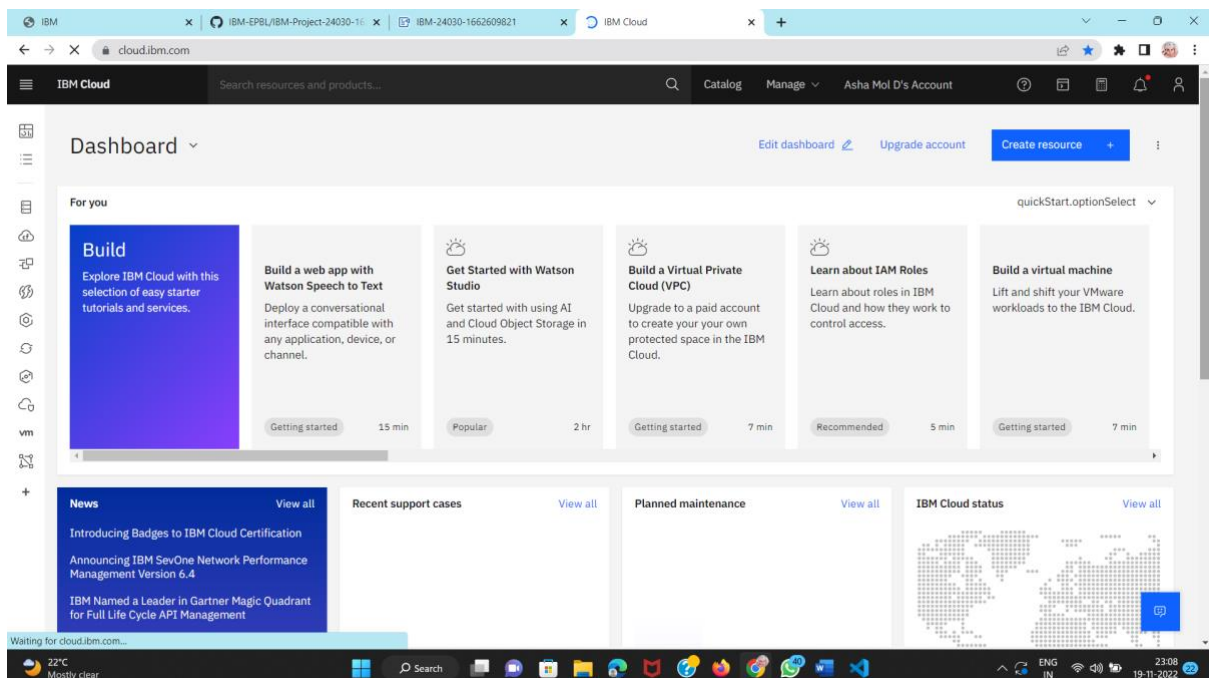 IBM
IBM-EPBL/IBM-Project-24030-16
IBM-24030-1662609821
IBM Cloud
cloud.ibm.com
IBM Cloud
Search resources and products...
Catalog
Manage
Asha Mol D's Account
Dashboard
Edit dashboard
Upgrade account
Create resource +
For you
quickStart.optionSelect
Build
Explore IBM Cloud with this
selection of easy starter
tutorials and services.
Build a web app with
Watson Speech to Text
Deploy a conversational
interface compatible with
any application, device, or
channel.
Getting started
15 min
Get Started with Watson
Studio
Get started with using AI
and Cloud Object Storage in
15 minutes.
Popular
2 hr
Build a Virtual Private
Cloud (VPC)
Upgrade to a paid account
to create your your own
protected space in the IBM
Cloud.
Getting started
7 min
Learn about IAM Roles
Learn about roles in IBM
Cloud and how they work to
control access.
Recommended
5 min
Build a virtual machine
Lift and shift your VMware
workloads to the IBM Cloud.
Getting started
7 min
vm
News
View all
Introducing Badges to IBM Cloud Certification
Announcing IBM SevOne Network Performance
Management Version 6.4
IBM Named a Leader in Gartner Magic Quadrant
for Full Life Cycle API Management
Recent support cases
View all
Planned maintenance
View all
IBM Cloud status
View all
Waiting for cloud.ibm.com...
22°C
Mostly clear
Search
ENG
IN
23:08
19-11-2022